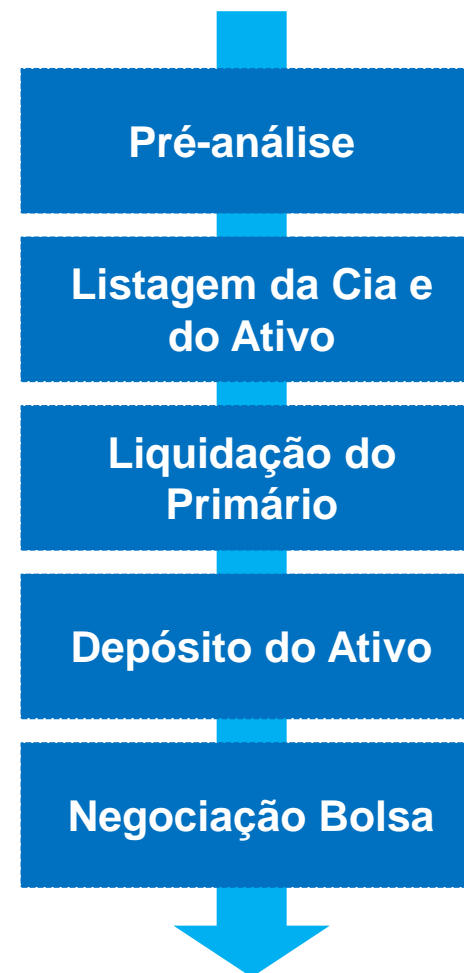 Pré-análise
Listagem da Cia e
do Ativo
Liquidação do
Primário
Depósito do Ativo
Negociação Bolsa